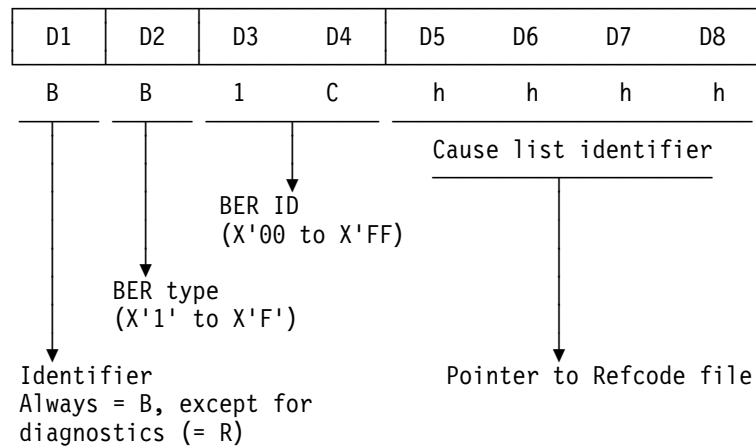 D1 D2 D3 D4 D5 D6 D7 D8
B B 1 C h h h h
Cause list identifier
BER ID
(X'00 to X'FF)
BER type
(X'1' to X'F')
Identifier
Always = B, except for
diagnostics (= R)
Pointer to Refcode file